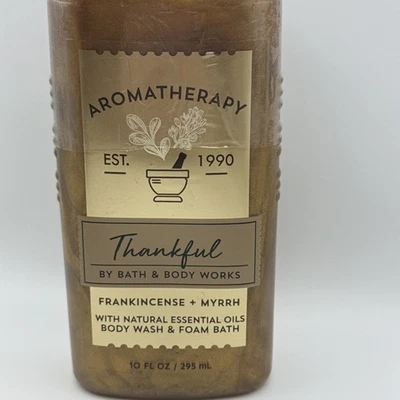 AROMATHERAPY
EST. 1990
Thankful
BY BATH & BODY WORKS
FRANKINCENSE + MYRRH
WITH NATURAL ESSENTIAL OILS
BODY WASH & FOAM BATH
10 FL OZ / 295 mL